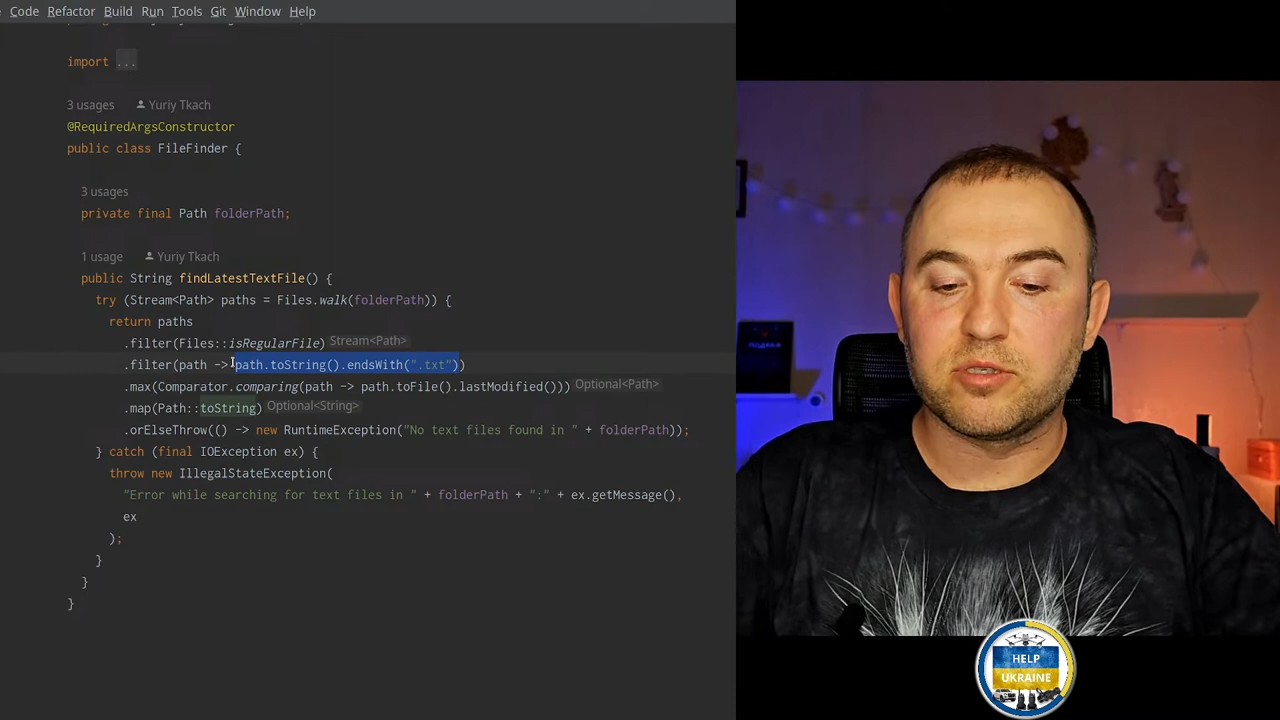 Code Refactor Build Run Tools Git Window Help
import ...
3 usages Yuriy Tkach
@RequiredArgsConstructor
public class FileFinder {
3 usages
private final Path folderPath;
1 usage Yuriy Tkach
public String findLatestTextFile() {
try (Stream<Path> paths = Files.walk(folderPath)) {
return paths
.filter(Files::isRegularFile) Stream<Path>
.filter(path -> path.toString().endsWith(".txt"))
.max(Comparator.comparing(path -> path.toFile().lastModified())) Optional<Path>
.map(Path::toString) Optional<String>
.orElseThrow(() -> new RuntimeException("No text files found in " + folderPath));
} catch (final IOException ex) {
throw new IllegalStateException(
"Error while searching for text files in " + folderPath + ":" + ex.getMessage(),
ex
);
}
}
}
HELP
UKRAINE